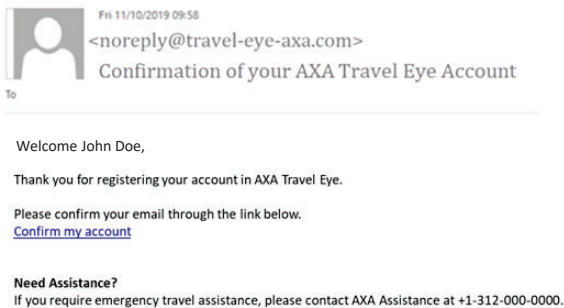 Fri 11/10/2019 09:58
<noreply@travel-eye-axa.com>
Confirmation of your AXA Travel Eye Account
To
Welcome John Doe,
Thank you for registering your account in AXA Travel Eye.
Please confirm your email through the link below.
Confirm my account
Need Assistance?
If you require emergency travel assistance, please contact AXA Assistance at +1-312-000-0000.